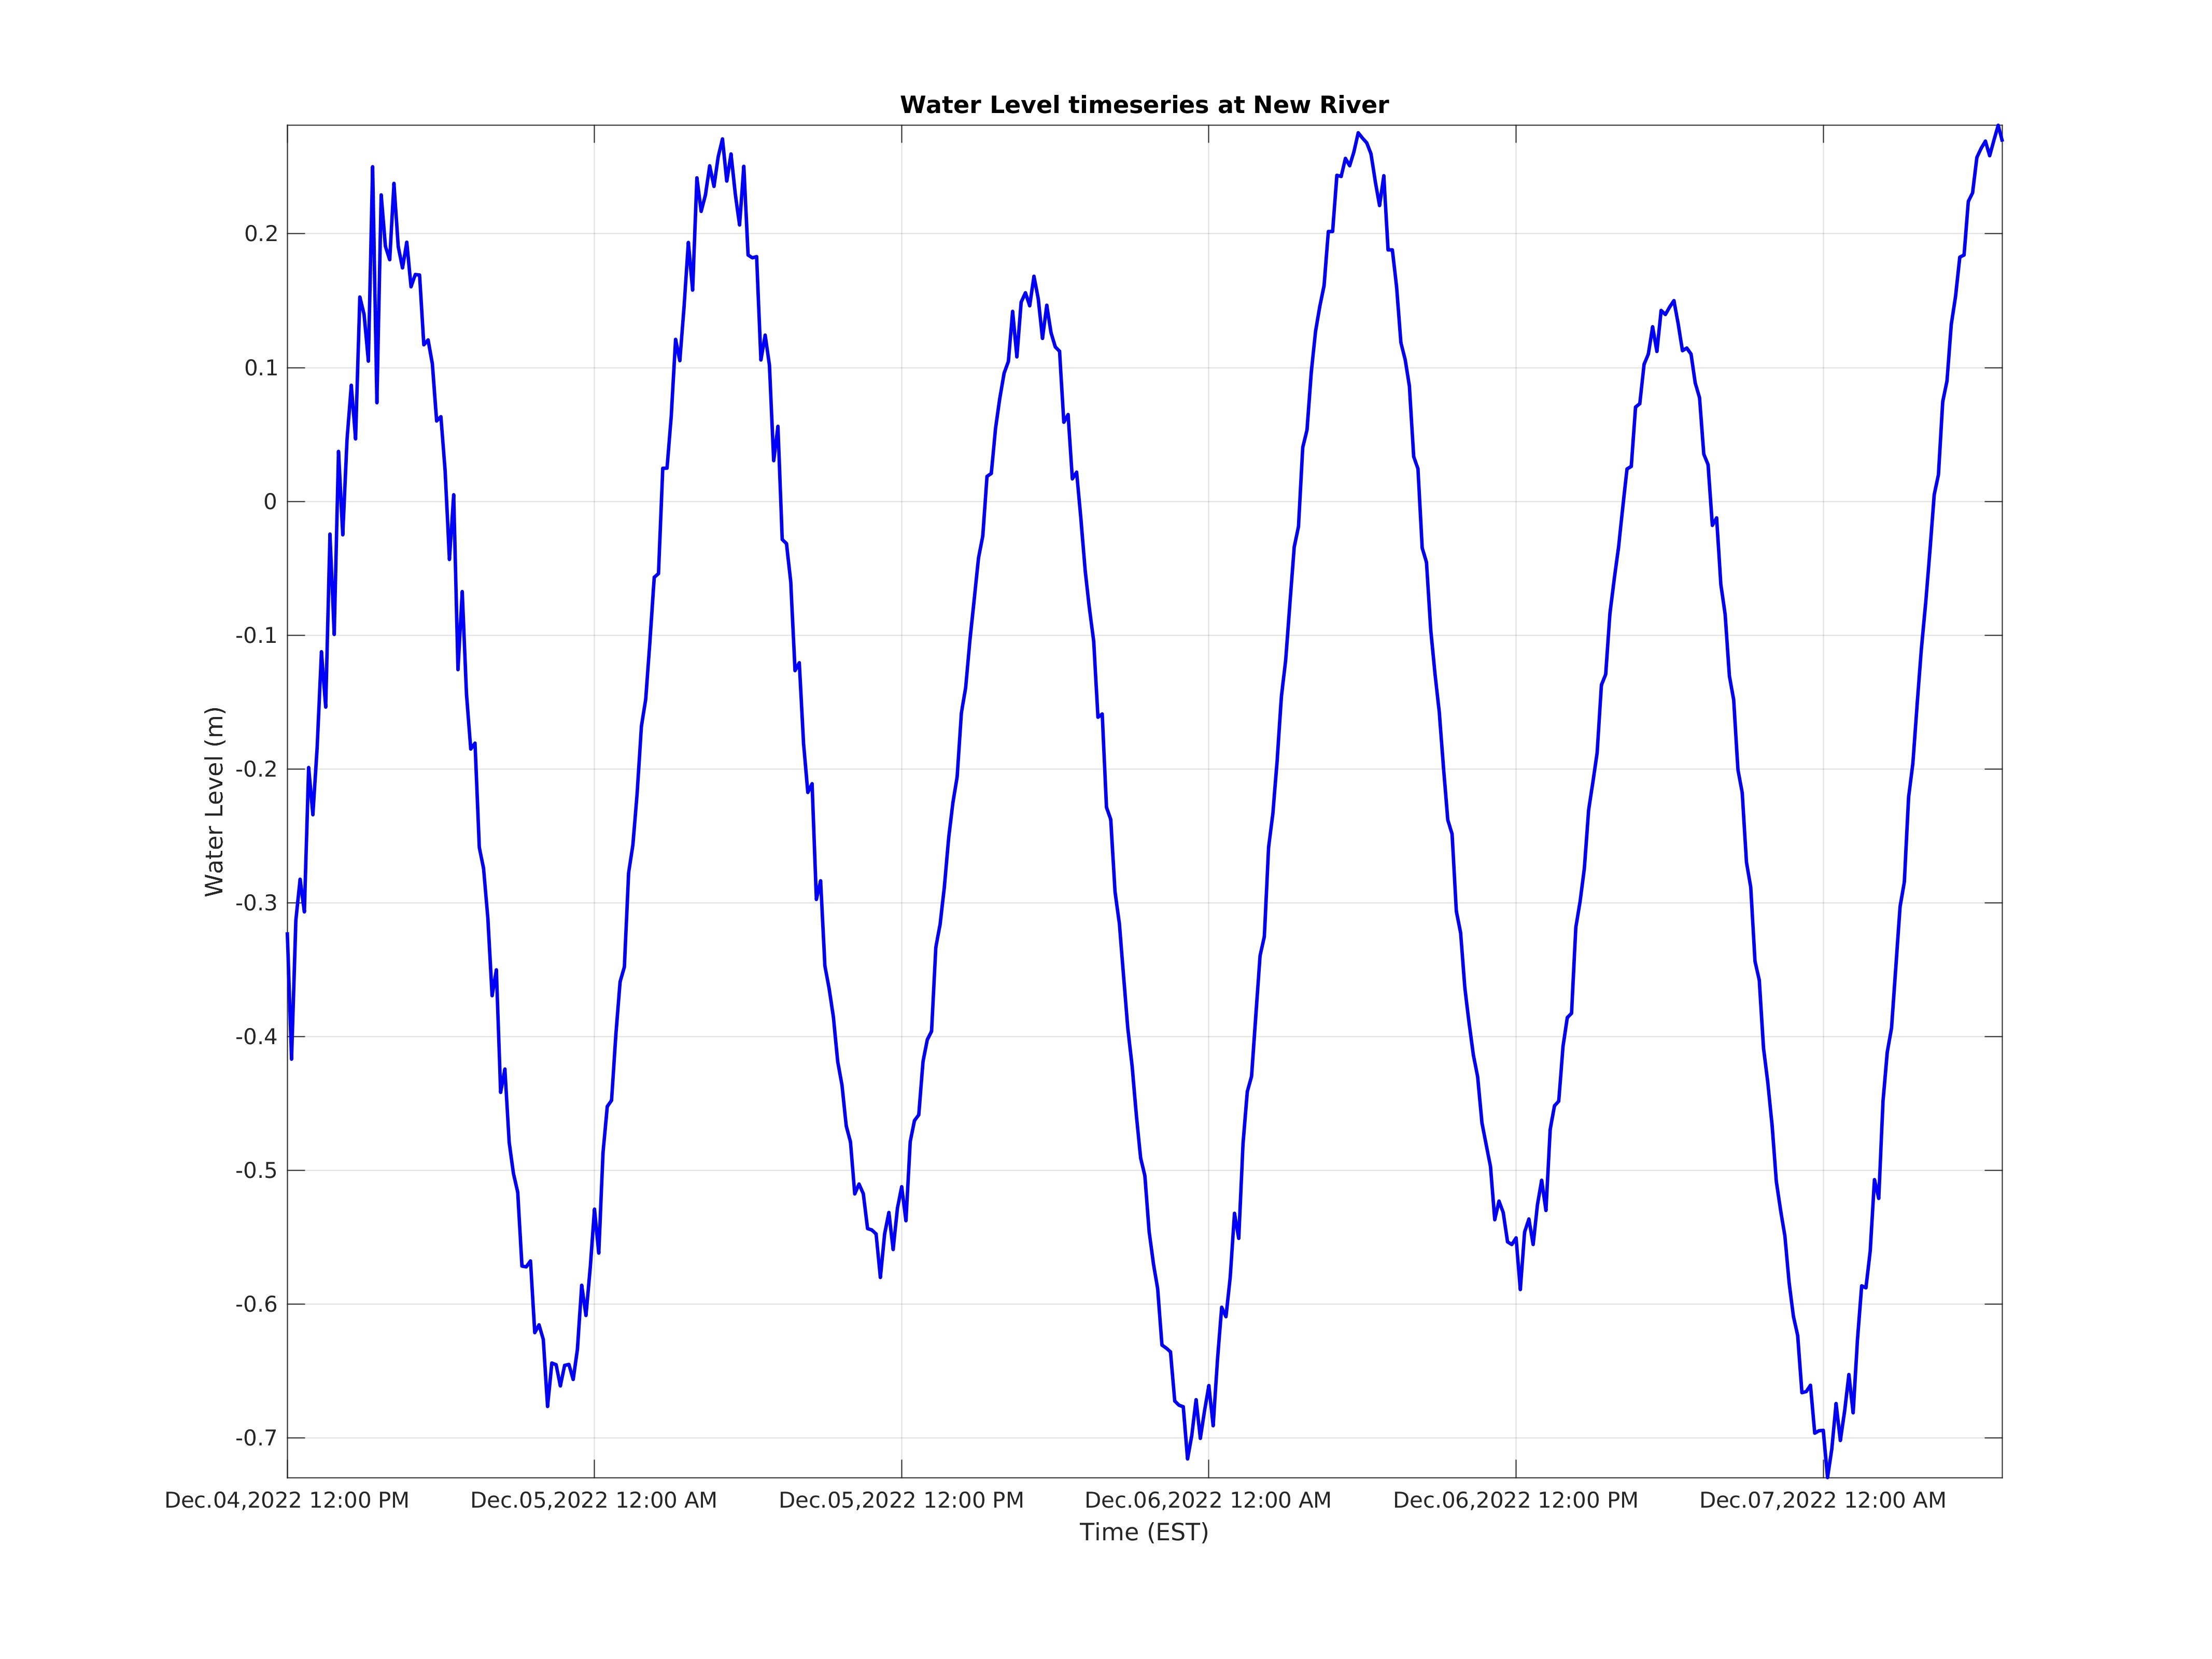 Water Level timeseries at New River
Water Level (m)
0.2
0.1
0
-0.1
-0.2
-0.3
-0.4
-0.5
-0.6
-0.7
Dec.04,2022 12:00 PM
Dec.05,2022 12:00 AM
Dec.05,2022 12:00 PM
Dec.06,2022 12:00 AM
Dec.06,2022 12:00 PM
Dec.07,2022 12:00 AM
Time (EST)